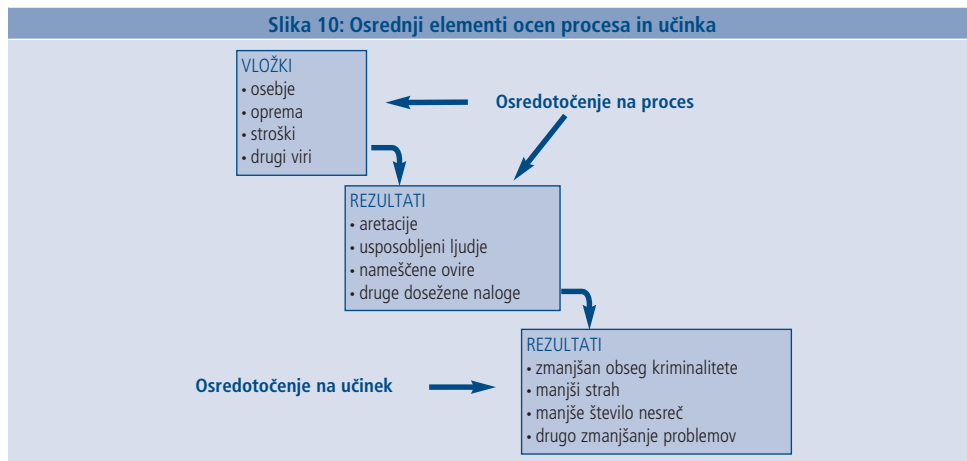 Slika 10: Osrednji elementi ocen procesa in učinka
VLOŽKI
• osebje
• oprema
• stroški
• drugi viri
Osredotočenje na proces
REZULTATI
• aretacije
• usposobljeni ljudje
• nameščene ovire
• druge dosežene naloge
REZULTATI
• zmanjšan obseg kriminalitete
• manjši strah
• manjše število nesreč
• drugo zmanjšanje problemov
Osredotočenje na učinek